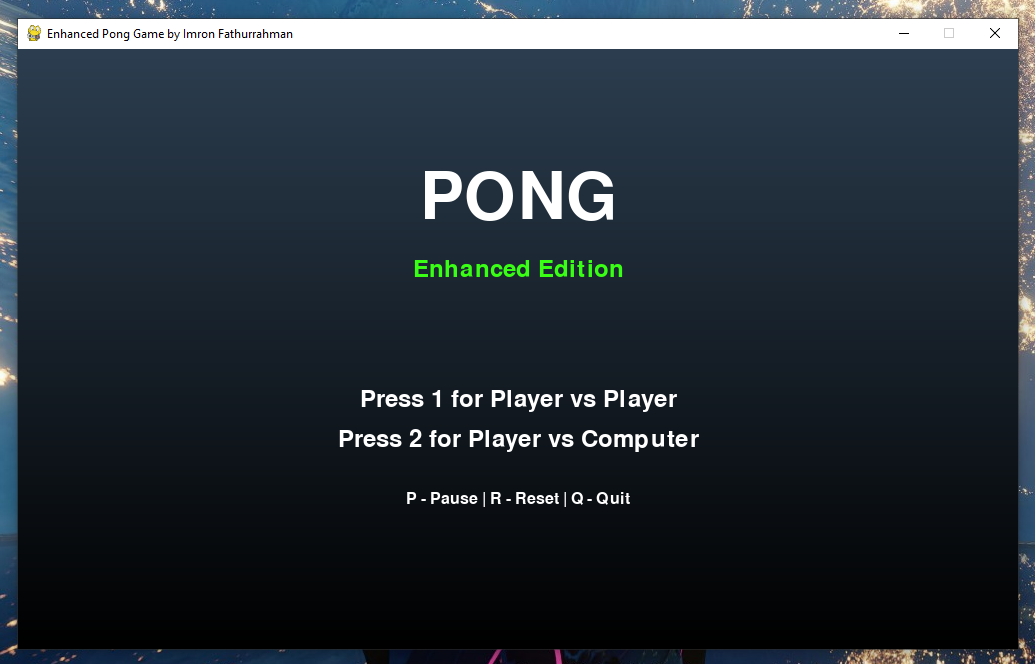 Enhanced Pong Game by Imron Fathurrahman
PONG
Enhanced Edition
Press 1 for Player vs Player
Press 2 for Player vs Computer
P - Pause | R - Reset | Q - Quit